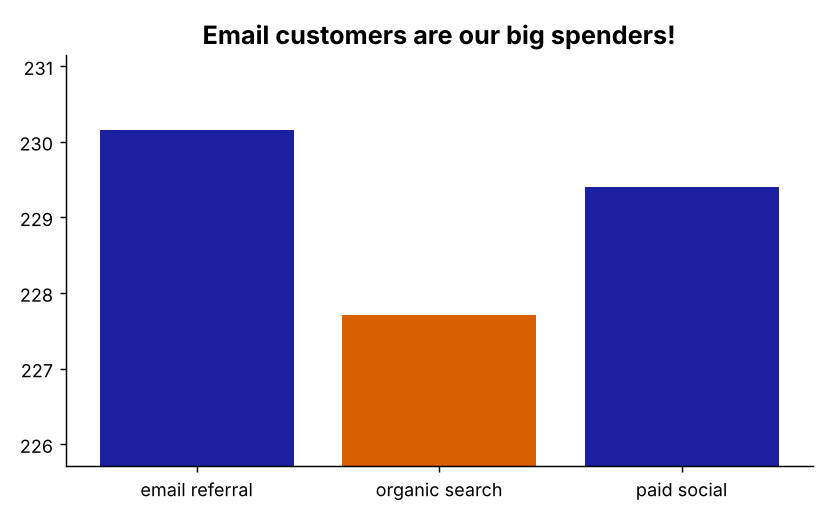 Email customers are our big spenders!
231
230
229
228
227
226
email referral
organic search
paid social